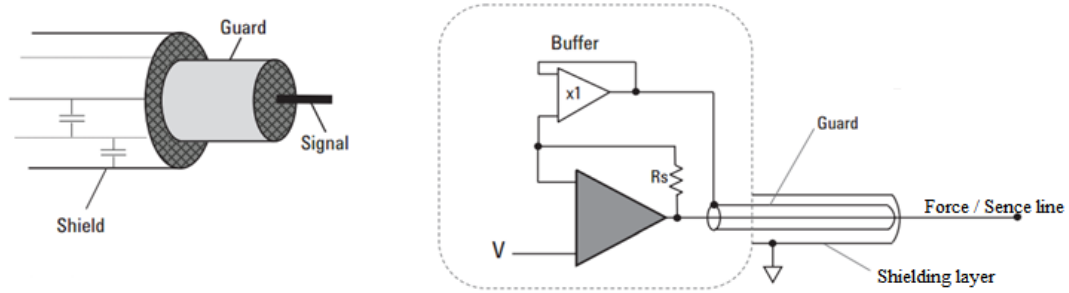 Guard
Signal
Shield
Buffer
x1
Rs
V
Guard
Force / Sence line
Shielding layer